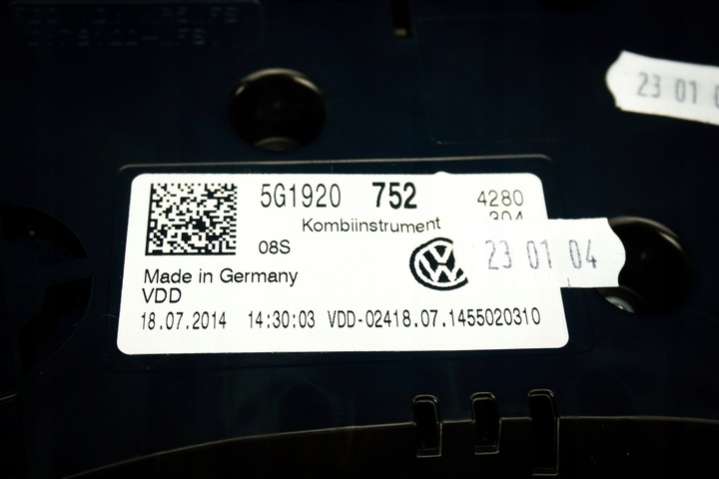 23 01 0
5G1920 752 4280
304
Kombiinstrument
08S
23 01 04
Made in Germany
VDD
18.07.2014 14:30:03 VDD-02418.07.1455020310